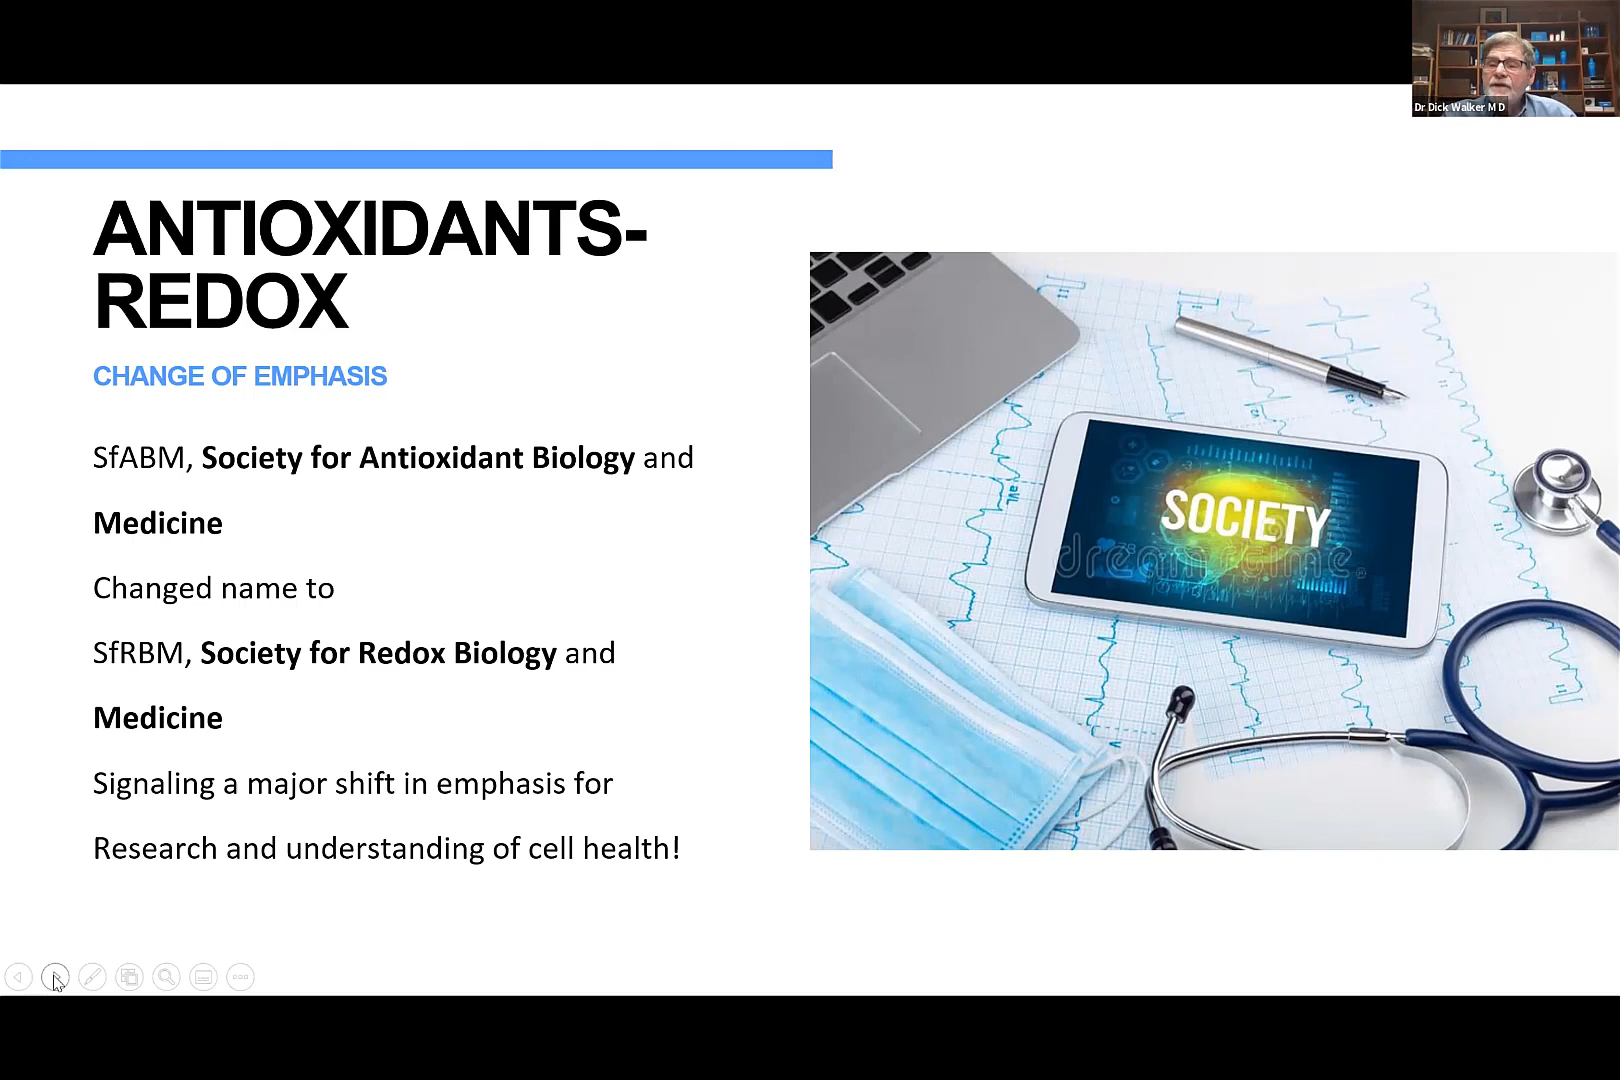 Dr Dick Walker M D
ANTIOXIDANTS-
REDOX
CHANGE OF EMPHASIS
SfABM, Society for Antioxidant Biology and
Medicine
Changed name to
SfRBM, Society for Redox Biology and
Medicine
Signaling a major shift in emphasis for
Research and understanding of cell health!
SOCIETY
dreamstime